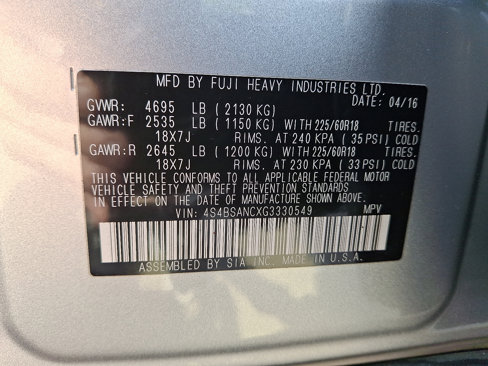 MFD BY FUJI HEAVY INDUSTRIES LTD.
DATE: 04/16
GVWR: 4695 LB (2130 KG)
GAWR:F 2535 LB (1150 KG) WITH 225/60R18 TIRES.
18X7J RIMS. AT 240 KPA (35 PSI) COLD
GAWR:R 2645 LB (1200 KG) WITH 225/60R18 TIRES.
18X7J RIMS. AT 230 KPA (33 PSI) COLD
THIS VEHICLE CONFORMS TO ALL APPLICABLE FEDERAL MOTOR
VEHICLE SAFETY AND THEFT PREVENTION STANDARDS
IN EFFECT ON THE DATE OF MANUFACTURE SHOWN ABOVE.
VIN: 4S4BSANCXG3330549 MPV
ASSEMBLED BY SIA INC. MADE IN U.S.A.